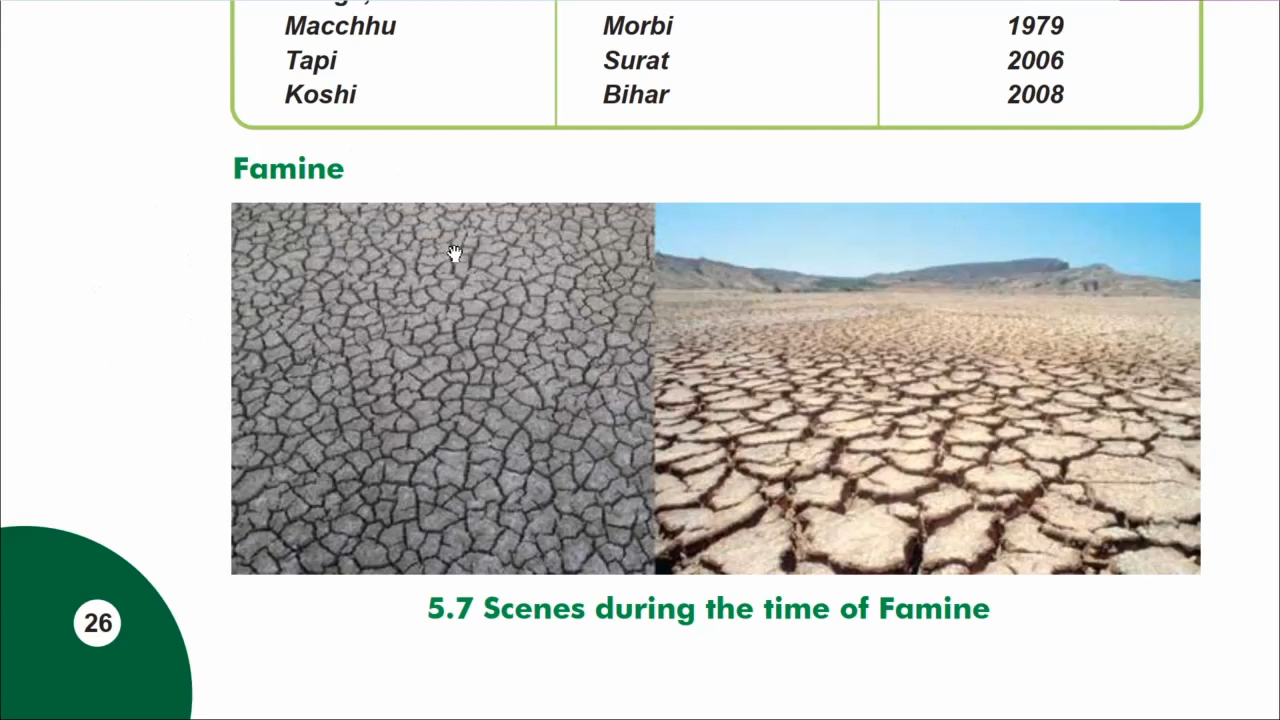 Macchhu Morbi 1979
Tapi Surat 2006
Koshi Bihar 2008
Famine
5.7 Scenes during the time of Famine
26